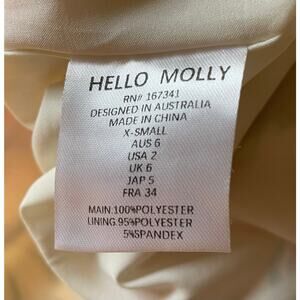 HELLO MOLLY
RN# 167341
DESIGNED IN AUSTRALIA
MADE IN CHINA
X-SMALL
AUS 6
USA 2
UK 6
JAP 5
FRA 34
MAIN.100%POLYESTER
LINING.95%POLYESTER
5%SPANDEX